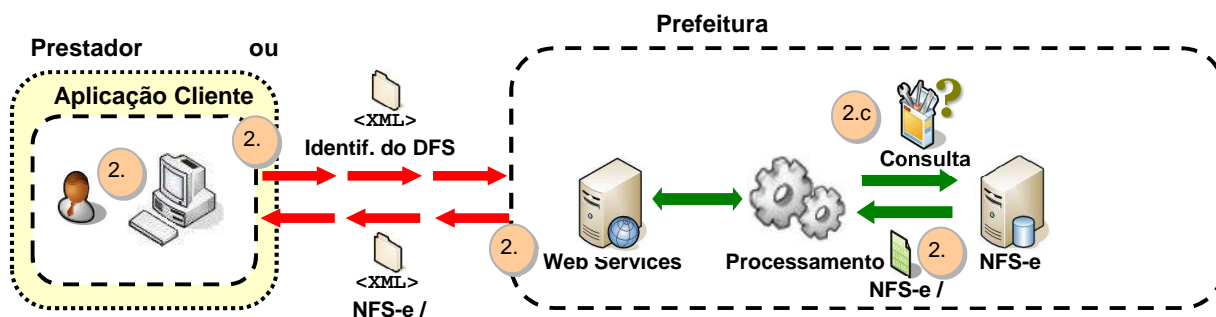 Prefeitura
Prestador ou
Aplicação Cliente
2.
2.
<XML>
Identif. do DFS
2.c
?
Consulta
2.
<XML>
NFS-e /
Web Services
Processamento
2.
NFS-e /
NFS-e